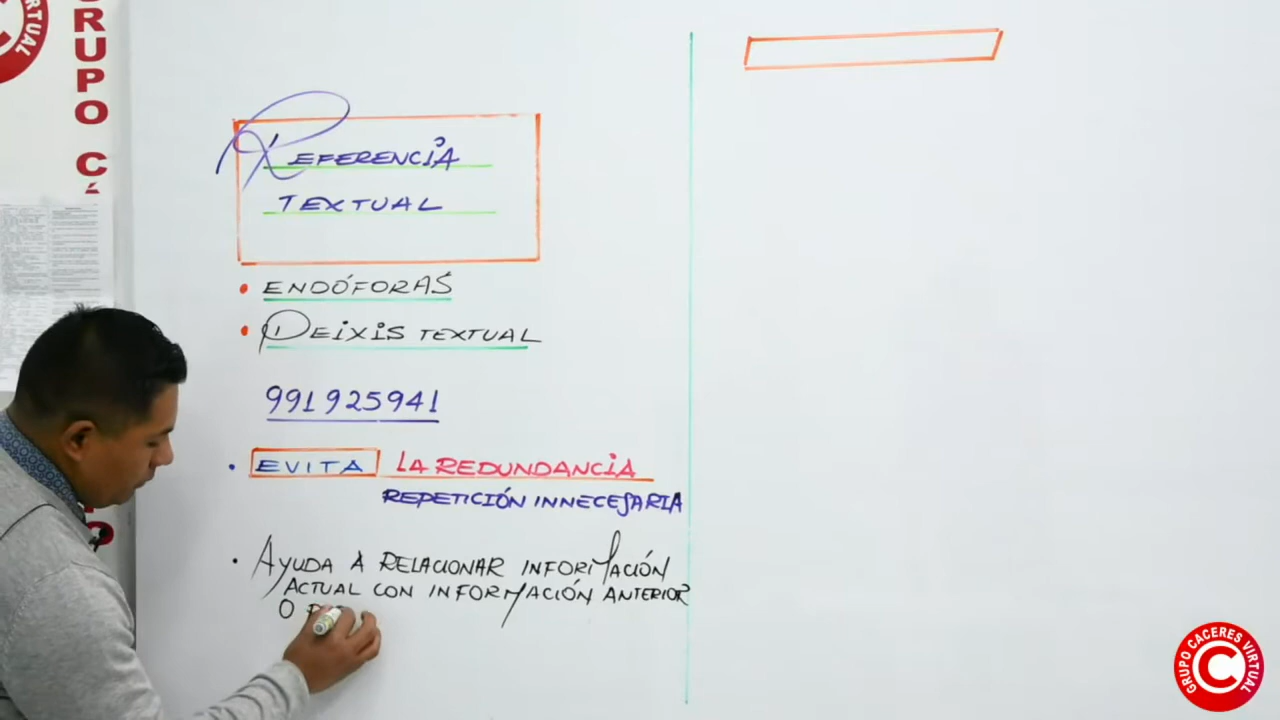 RUPO C
REFERENCIA
TEXTUAL
• ENDÓFORAS
• DEIXIS TEXTUAL
991925941
• EVITA LA REDUNDANCIA
REPETICIÓN INNECESARIA
• AYUDA A RELACIONAR INFORMACIÓN
ACTUAL CON INFORMACIÓN ANTERIOR
O
GRUPO CACERES VIRTUAL
C